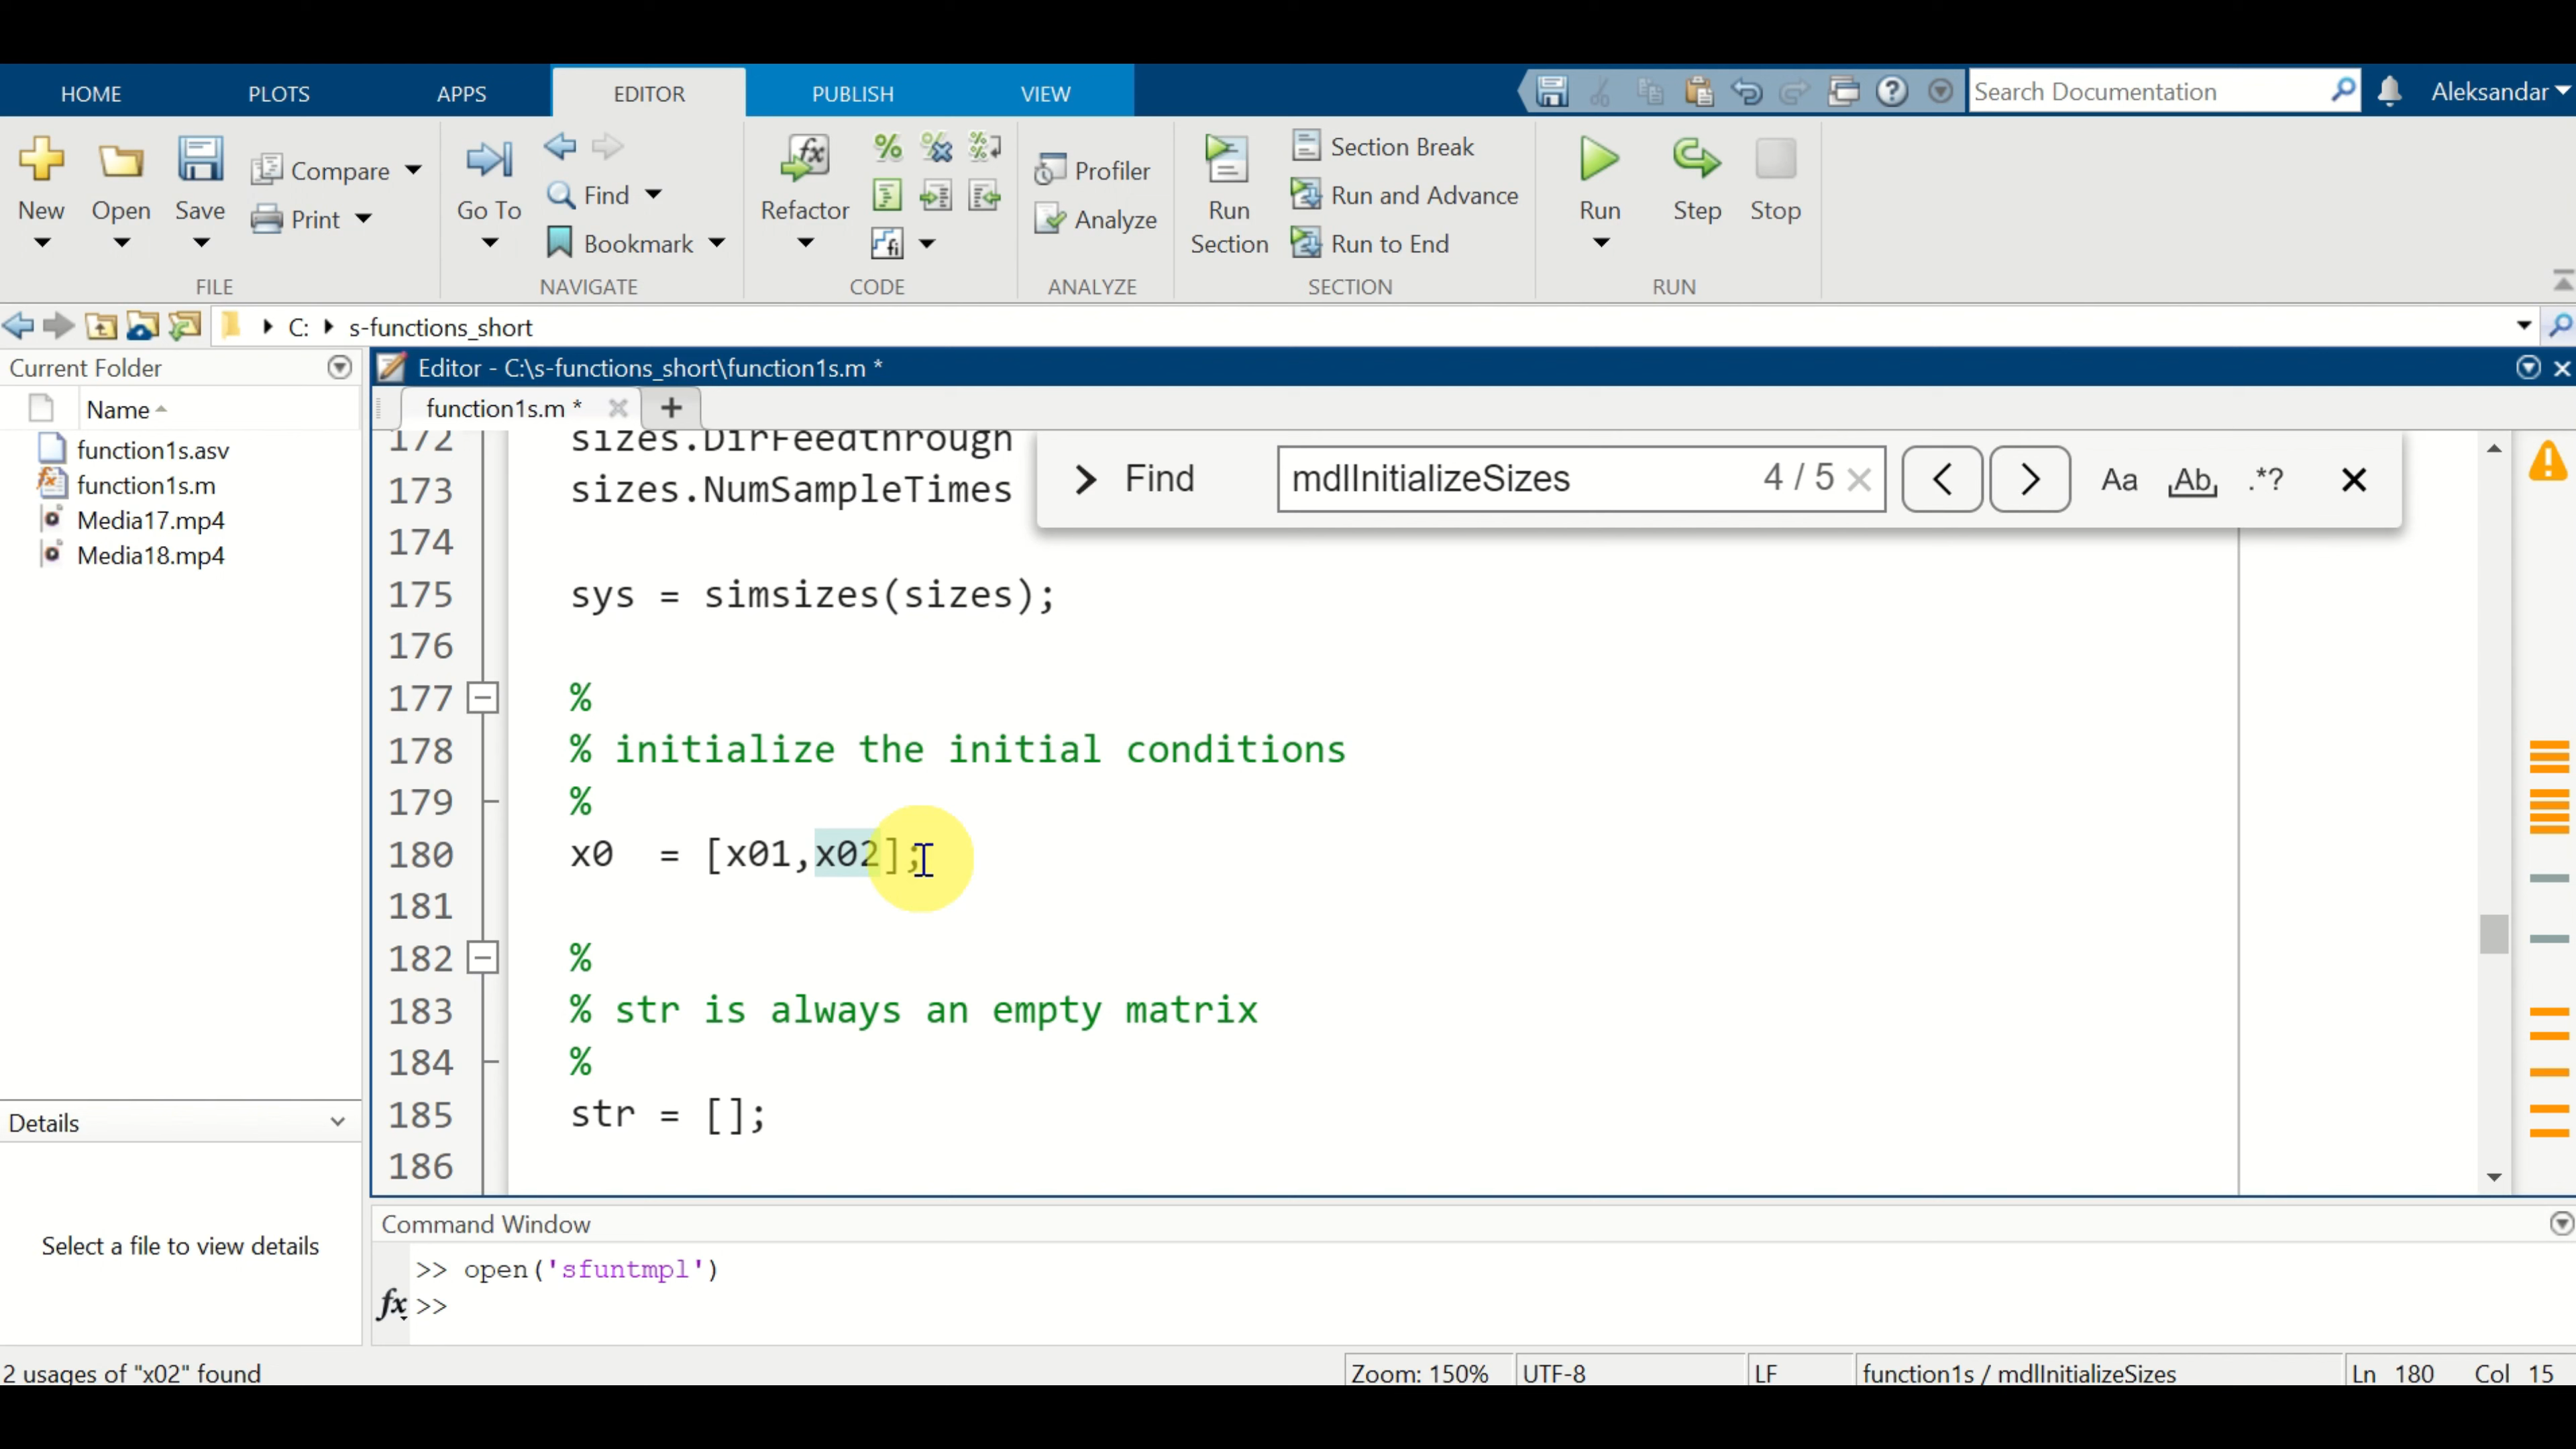 HOME PLOTS APPS EDITOR PUBLISH VIEW Search Documentation Aleksandar
New Open Save Compare Print Go To Find Bookmark Refactor Profiler Analyze Run Section Section Break Run and Advance Run to End Run Step Stop
FILE NAVIGATE CODE ANALYZE SECTION RUN
C: s-functions_short
Current Folder
Name
function1s.asv
function1s.m
Media17.mp4
Media18.mp4
Details
Select a file to view details
Editor - C:\s-functions_short\function1s.m *
function1s.m *
Find mdlInitializeSizes 4 / 5 Aa Ab .*?
172 sizes.DirFeedthrough
173 sizes.NumSampleTimes
174
175 sys = simsizes(sizes);
176
177 %
178 % initialize the initial conditions
179 %
180 x0 = [x01,x02];
181
182 %
183 % str is always an empty matrix
184 %
185 str = [];
186
Command Window
>> open('sfuntmpl')
fx >>
2 usages of "x02" found Zoom: 150% UTF-8 LF function1s / mdlInitializeSizes Ln 180 Col 15